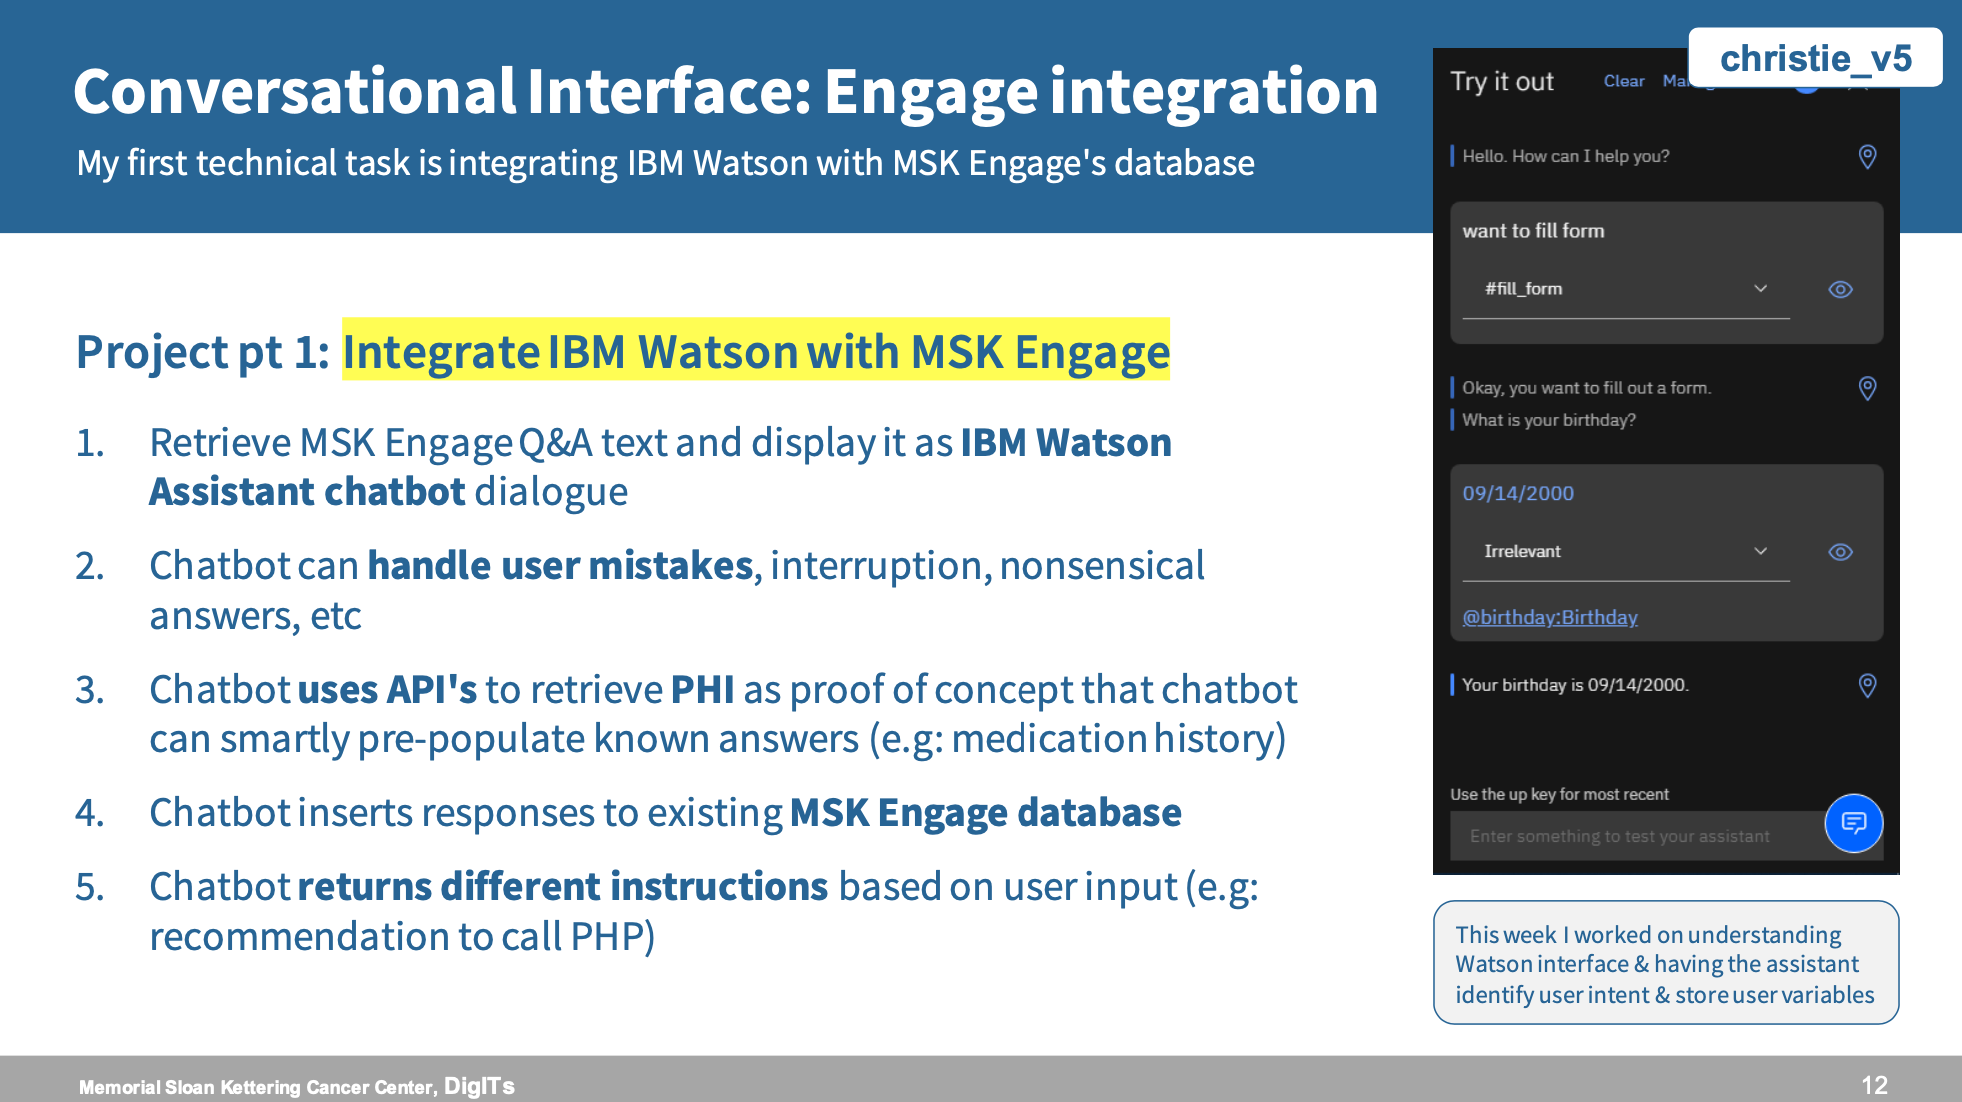 Conversational Interface: Engage integration
My first technical task is integrating IBM Watson with MSK Engage's database
Project pt 1: Integrate IBM Watson with MSK Engage
1. Retrieve MSK Engage Q&A text and display it as IBM Watson
Assistant chatbot dialogue
2. Chatbot can handle user mistakes, interruption, nonsensical
answers, etc
3. Chatbot uses API's to retrieve PHI as proof of concept that chatbot
can smartly pre-populate known answers (e.g: medication history)
4. Chatbot inserts responses to existing MSK Engage database
5. Chatbot returns different instructions based on user input (e.g:
recommendation to call PHP)
christie_v5
Try it out Clear
Hello. How can I help you?
want to fill form
#fill_form
Okay, you want to fill out a form.
What is your birthday?
09/14/2000
Irrelevant
@birthday:Birthday
Your birthday is 09/14/2000.
Use the up key for most recent
Enter something to test your assistant
This week I worked on understanding
Watson interface & having the assistant
identify user intent & store user variables
Memorial Sloan Kettering Cancer Center, DigITs
12